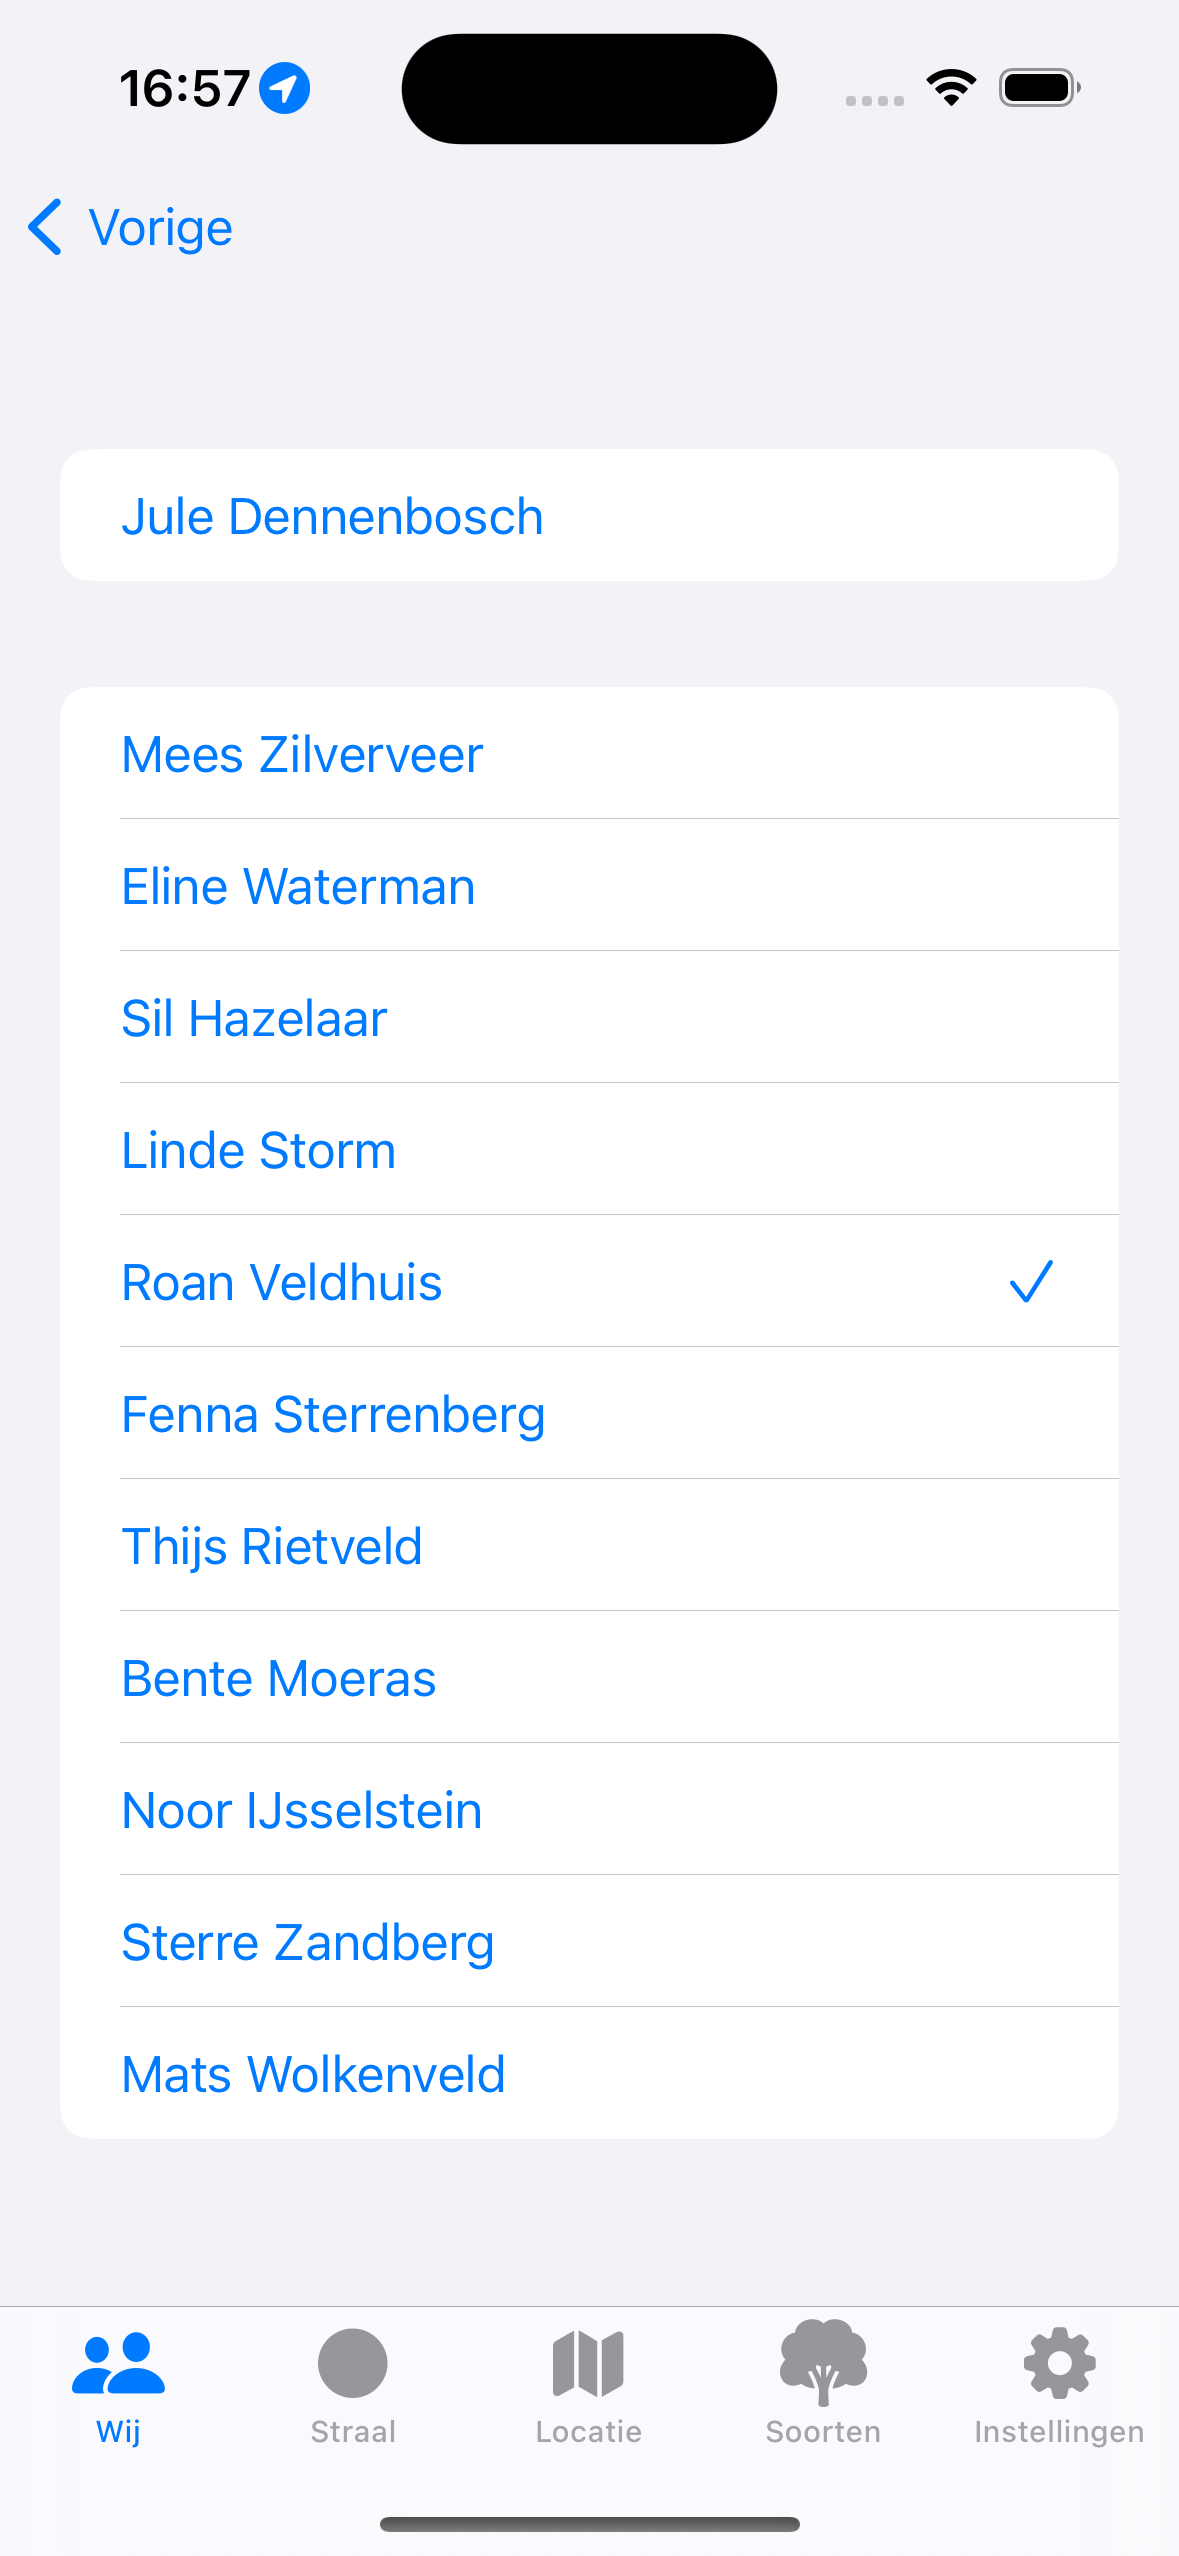 16:57
Vorige
Jule Dennenbosch
Mees Zilverveer
Eline Waterman
Sil Hazelaar
Linde Storm
Roan Veldhuis
Fenna Sterrenberg
Thijs Rietveld
Bente Moeras
Noor IJsselstein
Sterre Zandberg
Mats Wolkenveld
Wij
Straal
Locatie
Soorten
Instellingen